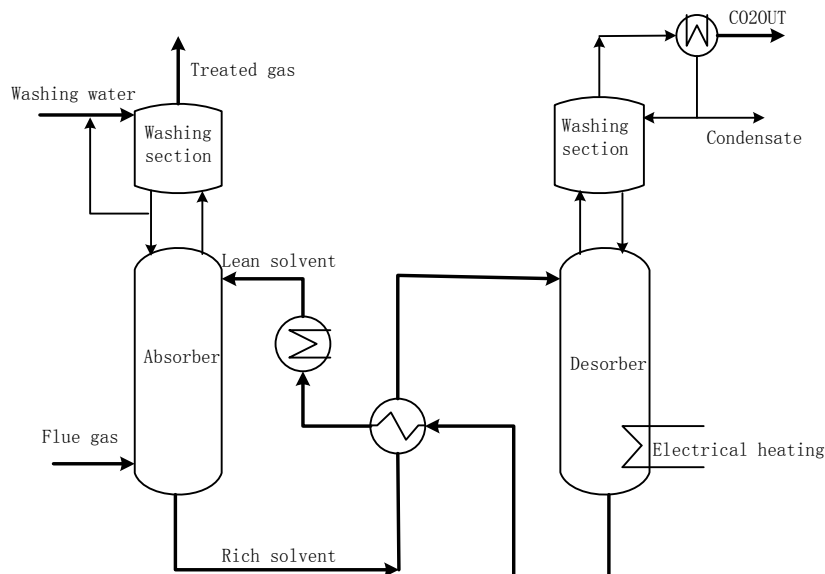 CO2OUT
Treated gas
Washing water
Washing
section
Washing
section
Condensate
Lean solvent
Absorber
Desorber
Flue gas
Electrical heating
Rich solvent